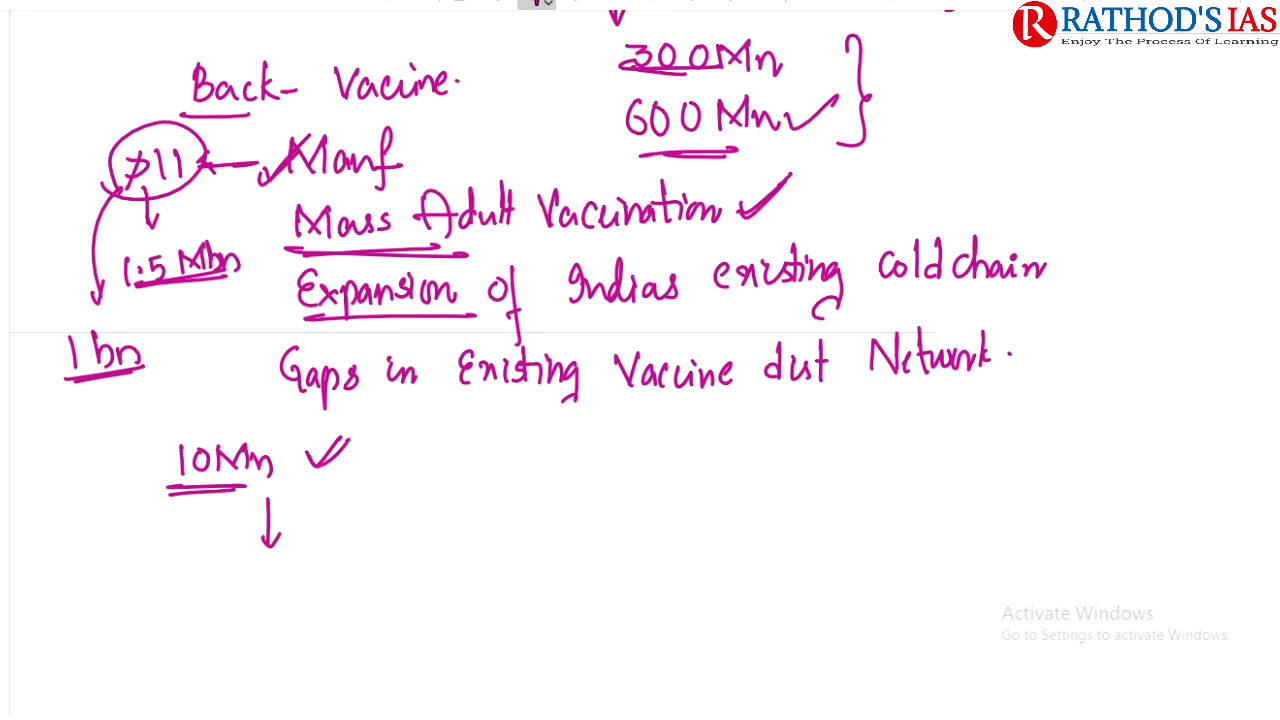 RATHOD'S IAS
Enjoy The Process Of Learning
300Mn
Back- Vacine.
600 Mn
>11
Manf
Mass Adult Vaccination
1.5 Mbn
Expansion of Indias existing cold chain
1 bn
Gaps in Existing Vaccine dist Network.
10Mn
Activate Windows
Go to Settings to activate Windows.